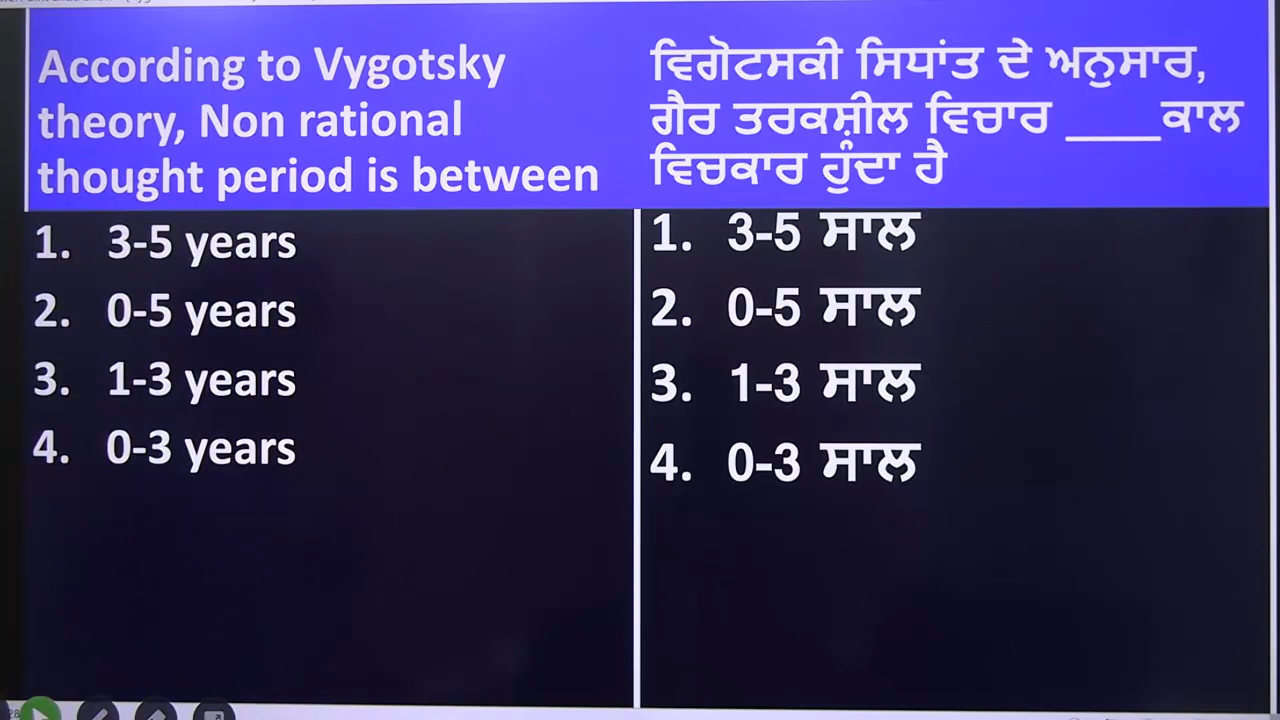 According to Vygotsky
theory, Non rational
thought period is between
1. 3-5 years
2. 0-5 years
3. 1-3 years
4. 0-3 years
ਵਿਗੋਟਸਕੀ ਸਿਧਾਂਤ ਦੇ ਅਨੁਸਾਰ,
ਗੈਰ ਤਰਕਸ਼ੀਲ ਵਿਚਾਰ ____ਕਾਲ
ਵਿਚਕਾਰ ਹੁੰਦਾ ਹੈ
1. 3-5 ਸਾਲ
2. 0-5 ਸਾਲ
3. 1-3 ਸਾਲ
4. 0-3 ਸਾਲ